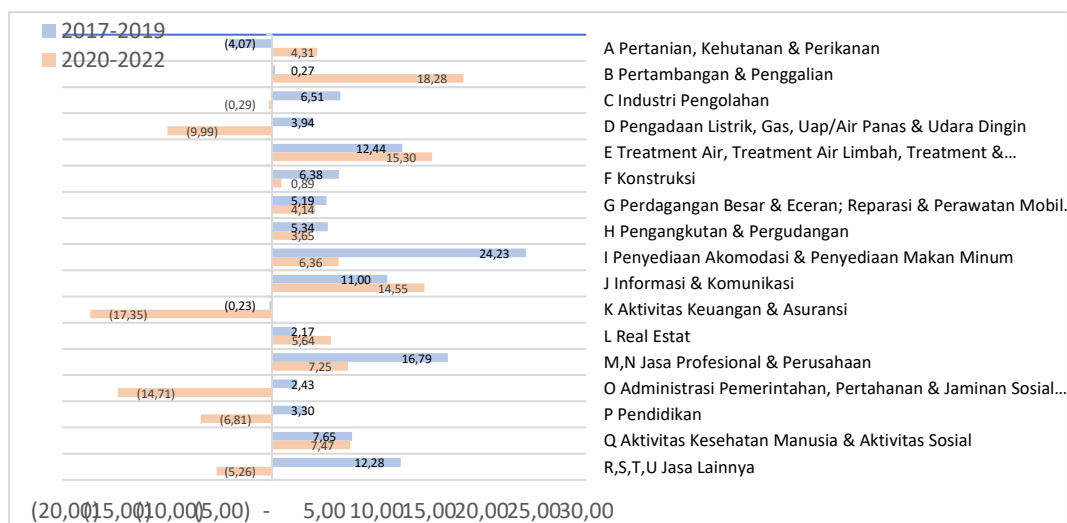 2017-2019
2020-2022
(4,07)
4,31
A Pertanian, Kehutanan & Perikanan
0,27
18,28
B Pertambangan & Penggalian
6,51
(0,29)
C Industri Pengolahan
3,94
(9,99)
D Pengadaan Listrik, Gas, Uap/Air Panas & Udara Dingin
12,44
15,30
E Treatment Air, Treatment Air Limbah, Treatment &...
6,38
0,89
F Konstruksi
5,19
4,14
G Perdagangan Besar & Eceran; Reparasi & Perawatan Mobil.
5,34
3,65
H Pengangkutan & Pergudangan
24,23
6,36
I Penyediaan Akomodasi & Penyediaan Makan Minum
11,00
14,55
J Informasi & Komunikasi
(0,23)
(17,35)
K Aktivitas Keuangan & Asuransi
2,17
5,64
L Real Estat
16,79
7,25
M,N Jasa Profesional & Perusahaan
2,43
(14,71)
O Administrasi Pemerintahan, Pertahanan & Jaminan Sosial...
3,30
(6,81)
P Pendidikan
7,65
7,47
Q Aktivitas Kesehatan Manusia & Aktivitas Sosial
12,28
(5,26)
R,S,T,U Jasa Lainnya
(20,00) (15,00) (10,00) (5,00) - 5,00 10,00 15,00 20,00 25,00 30,00